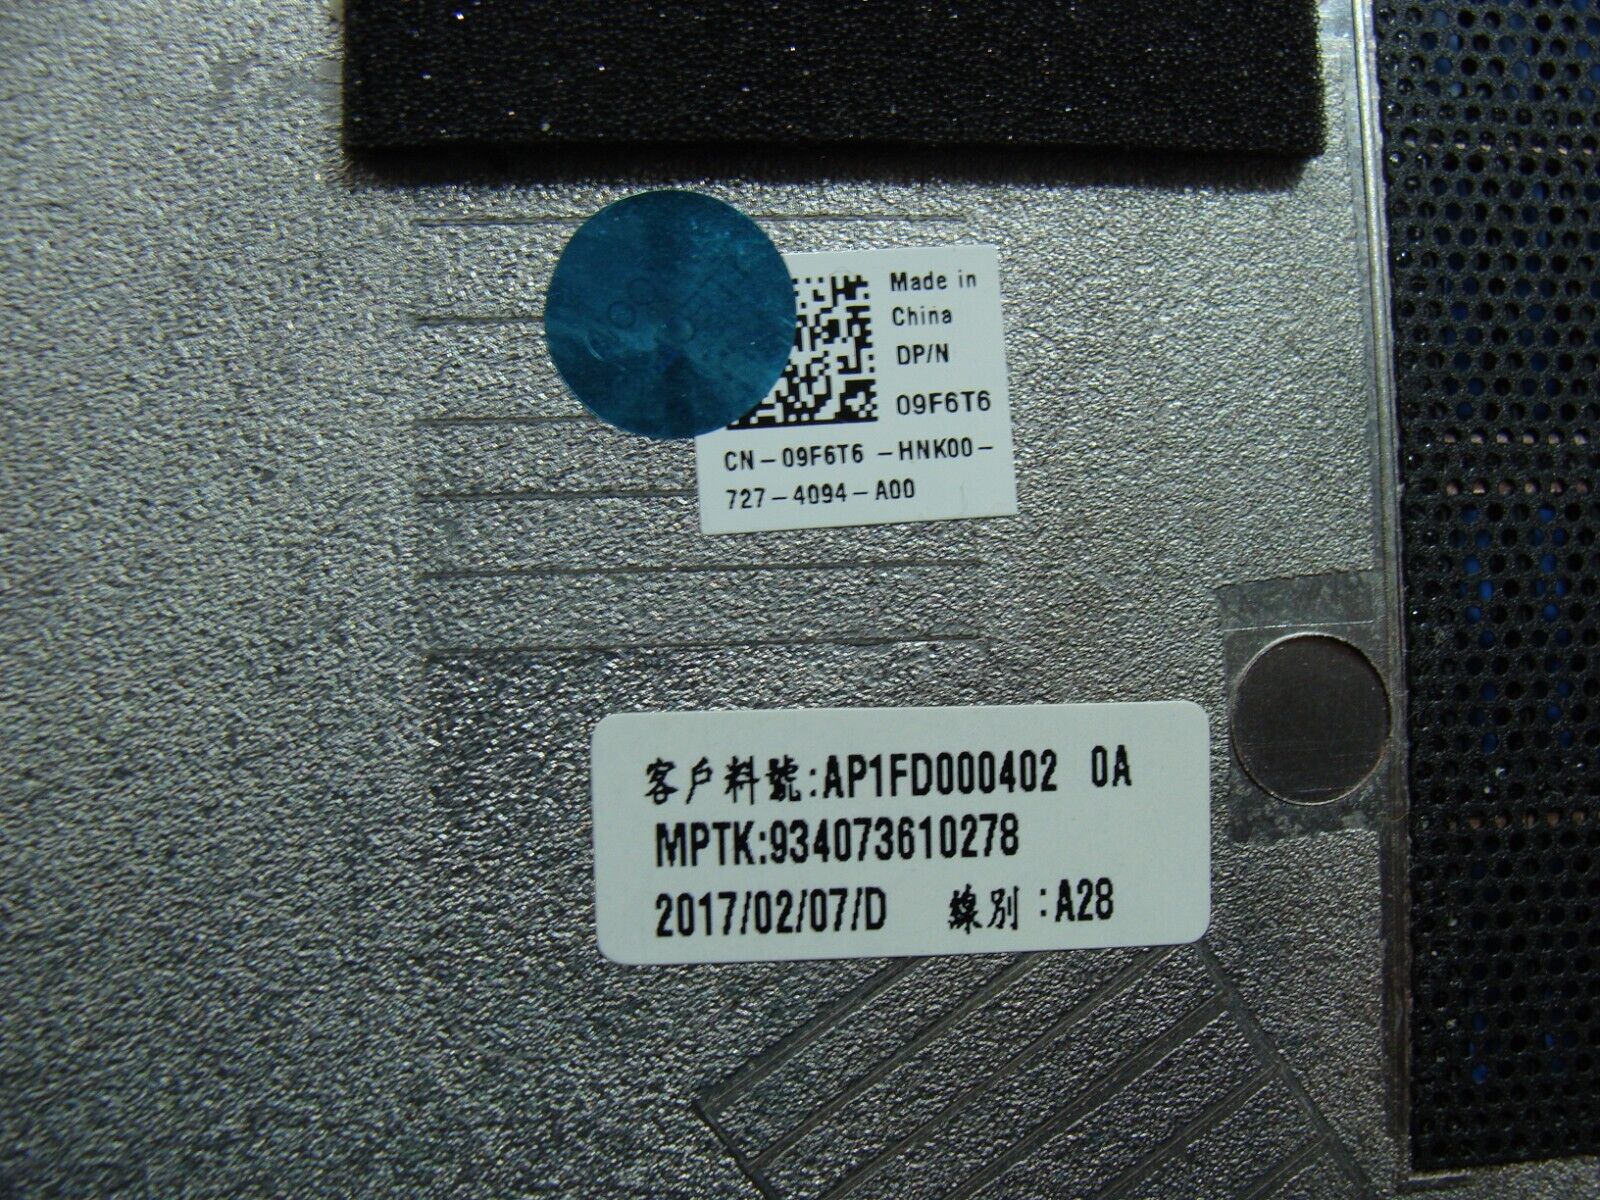 Made in
China
DP/N
09F6T6
CN-09F6T6-HNK00-
727-4094-A00
客戶料號:AP1FD000402 0A
MPTK:934073610278
2017/02/07/D 線別:A28